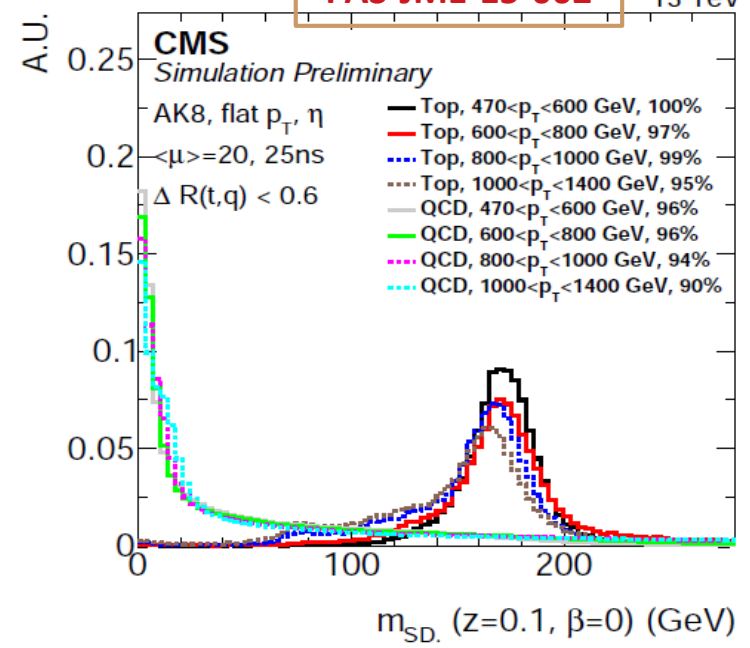 A.U.
CMS
Simulation Preliminary
AK8, flat p_T, η
<μ>=20, 25ns
Δ R(t,q) < 0.6
Top, 470<p_T<600 GeV, 100%
Top, 600<p_T<800 GeV, 97%
Top, 800<p_T<1000 GeV, 99%
Top, 1000<p_T<1400 GeV, 95%
QCD, 470<p_T<600 GeV, 96%
QCD, 600<p_T<800 GeV, 96%
QCD, 800<p_T<1000 GeV, 94%
QCD, 1000<p_T<1400 GeV, 90%
0.25
0.2
0.15
0.1
0.05
0
0 100 200
m_SD. (z=0.1, β=0) (GeV)